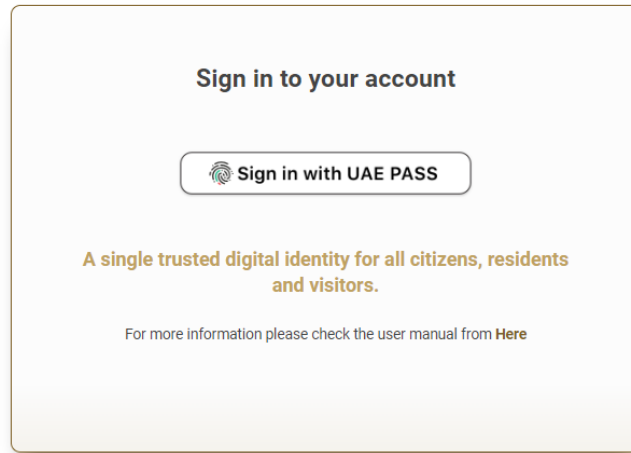 Sign in to your account
Sign in with UAE PASS
A single trusted digital identity for all citizens, residents
and visitors.
For more information please check the user manual from Here